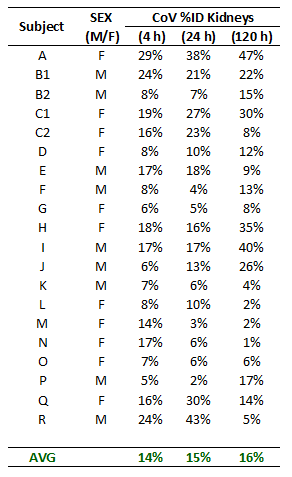 Subject SEX (M/F) CoV %ID Kidneys
(4 h) (24 h) (120 h)
A F 29% 38% 47%
B1 M 24% 21% 22%
B2 M 8% 7% 15%
C1 F 19% 27% 30%
C2 F 16% 23% 8%
D F 8% 10% 12%
E M 17% 18% 9%
F M 8% 4% 13%
G F 6% 5% 8%
H F 18% 16% 35%
I M 17% 17% 40%
J M 6% 13% 26%
K M 7% 6% 4%
L F 8% 10% 2%
M F 14% 3% 2%
N F 17% 6% 1%
O F 7% 6% 6%
P M 5% 2% 17%
Q F 16% 30% 14%
R M 24% 43% 5%
AVG 14% 15% 16%